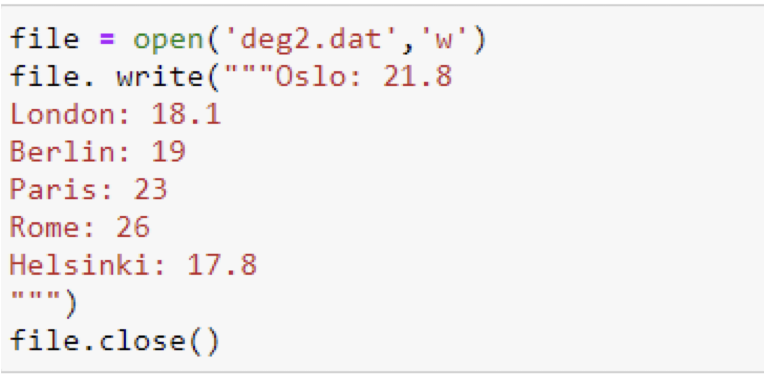 file = open('deg2.dat','w')
file. write("""Oslo: 21.8
London: 18.1
Berlin: 19
Paris: 23
Rome: 26
Helsinki: 17.8
""")
file.close()